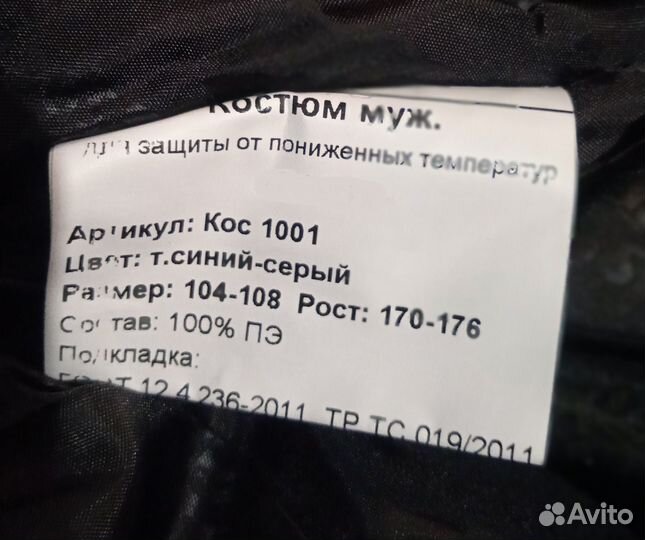 Костюм муж.
для защиты от пониженных температур
Артикул: Кос 1001
Цвет: т.синий-серый
Размер: 104-108 Рост: 170-176
Состав: 100% ПЭ
Подкладка:
ГОСТ 12.4.236-2011 ТР ТС 019/2011
Avito